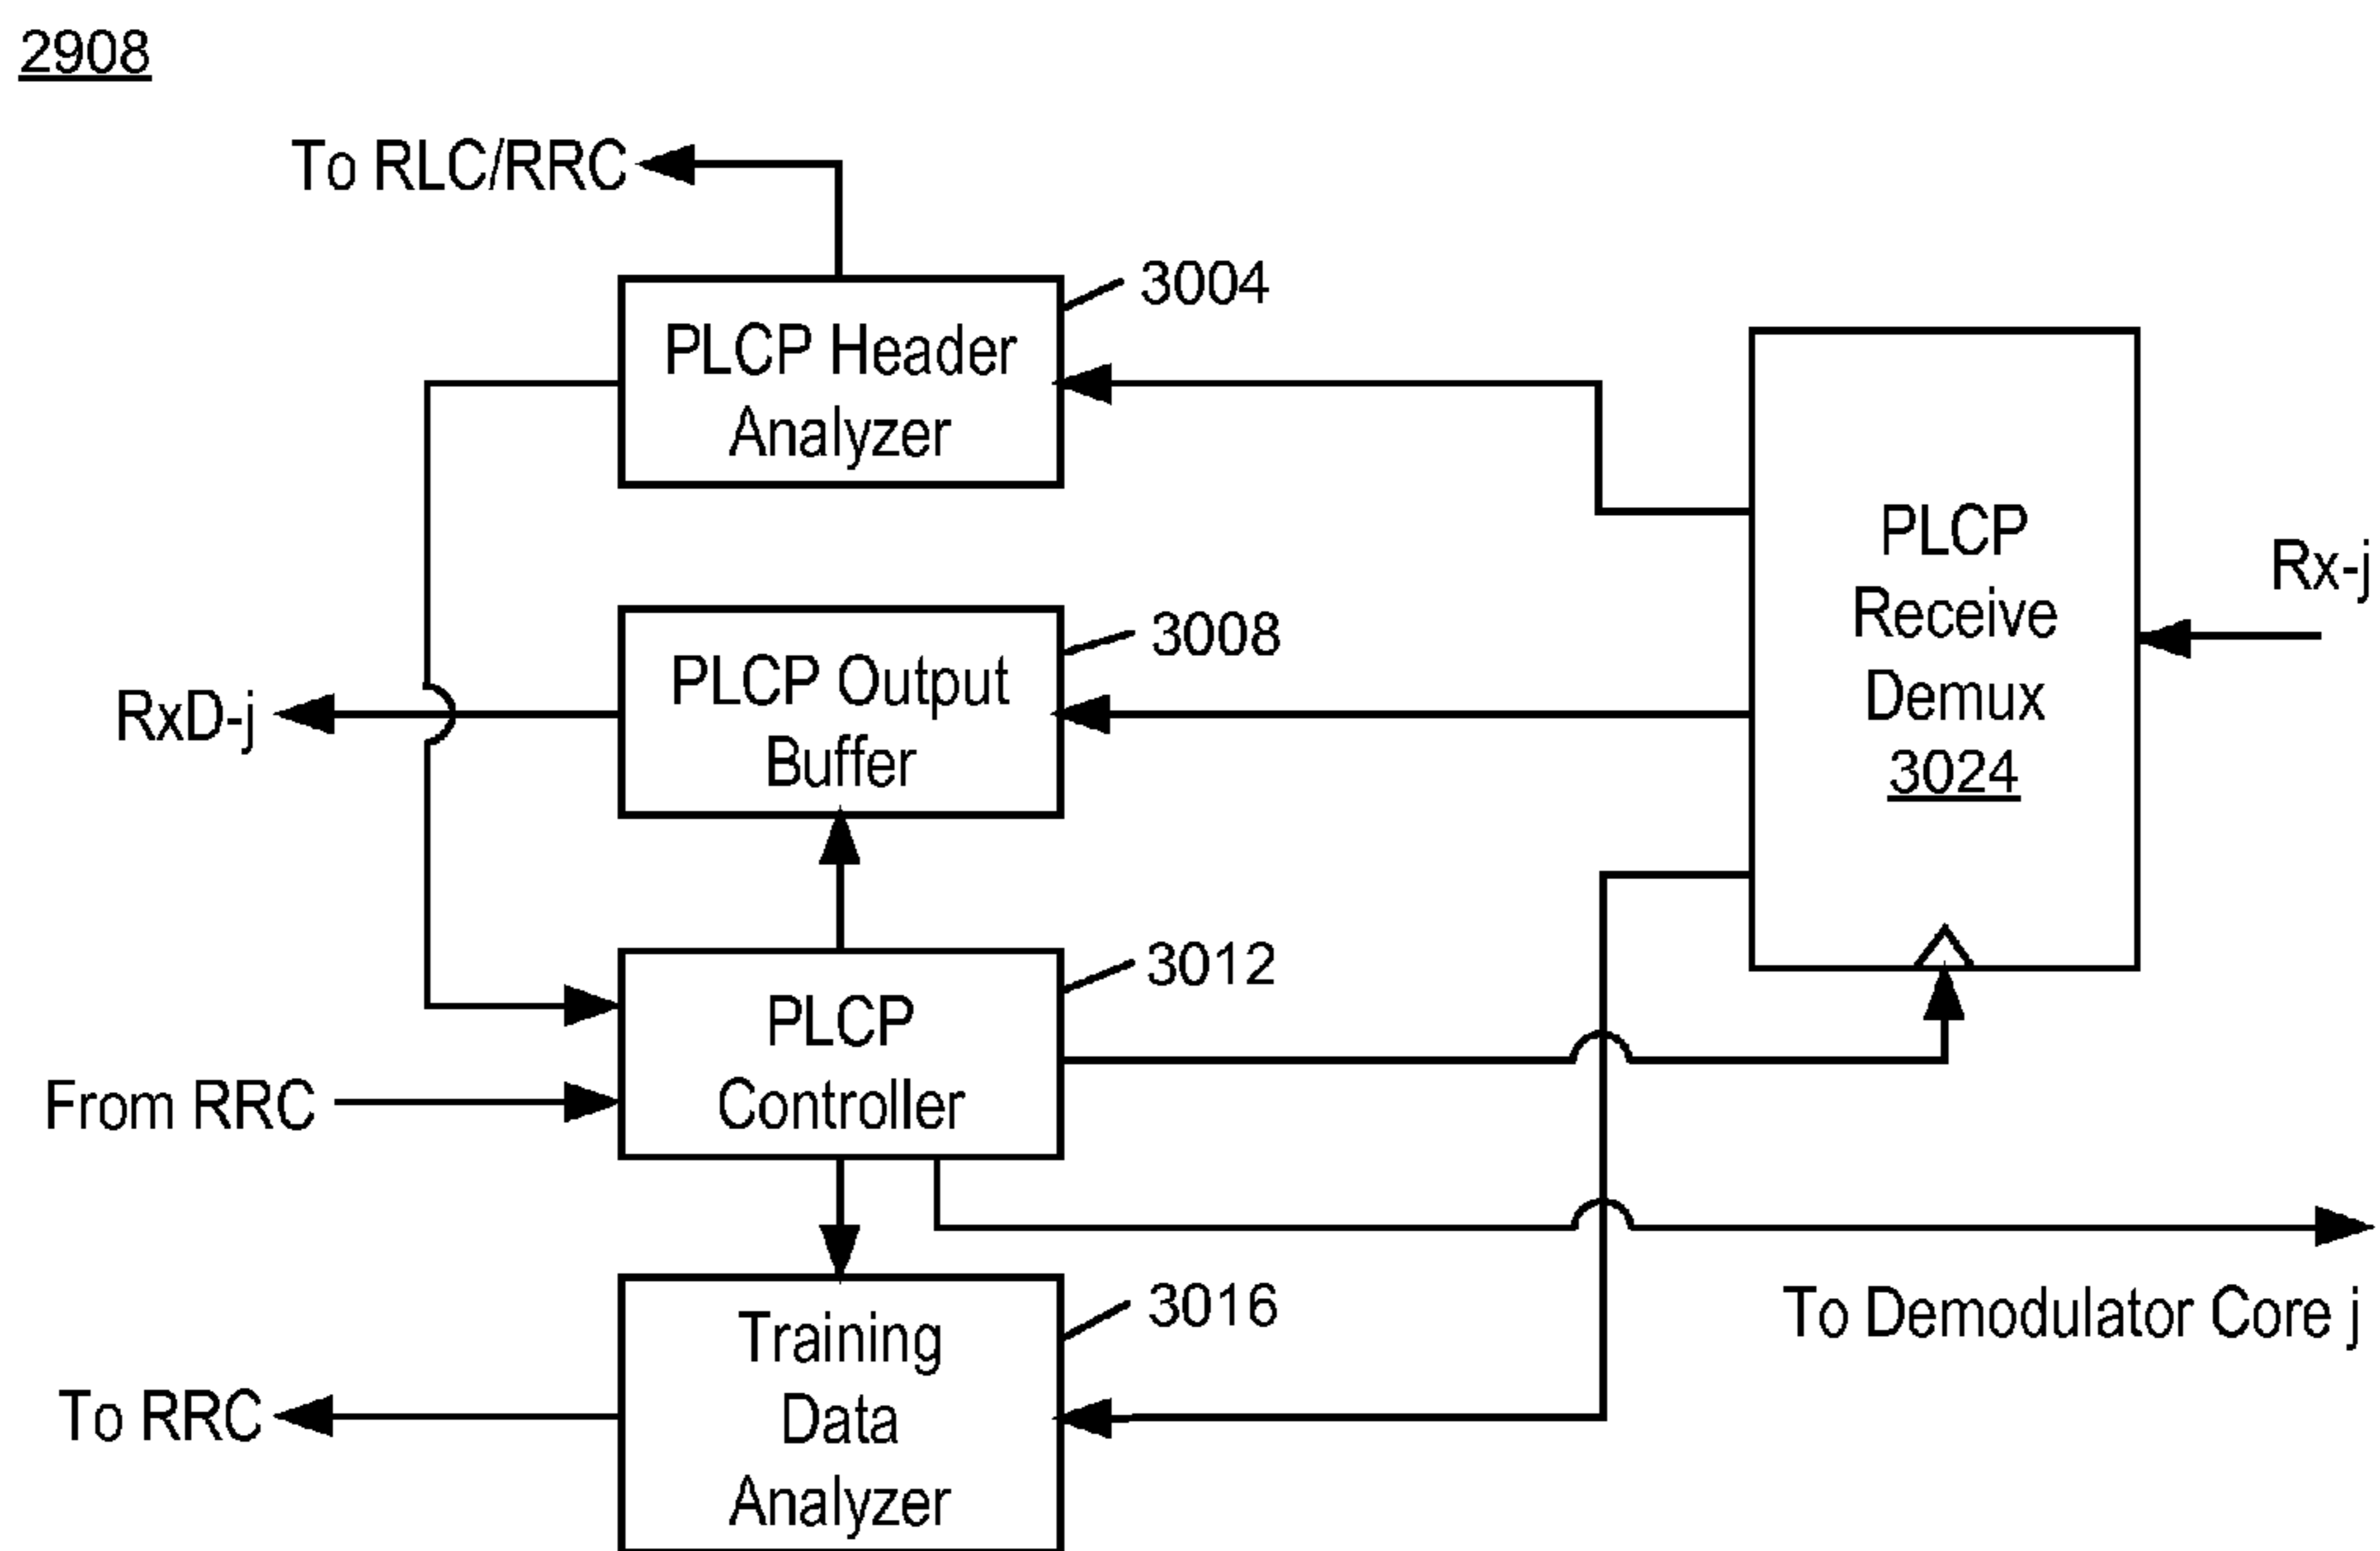 2908
To RLC/RRC
3004
PLCP Header
Analyzer
PLCP
Receive
Demux
3024
Rx-j
3008
PLCP Output
Buffer
RxD-j
3012
PLCP
Controller
From RRC
3016
Training
Data
Analyzer
To Demodulator Core j
To RRC